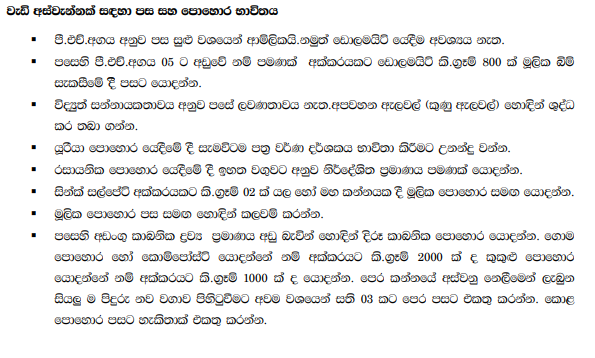 වැඩි අස්වැන්නක් සඳහා පස සහ පොහොර භාවිතය
▪ පී.එච්.අගය අනුව පස සුළු වශයෙන් ආම්ලිකයි.නමුත් ඩොලමයිට් යෙදීම අවශ්‍යය නැත.
▪ පසෙහි පී.එච්.අගය 05 ට අඩුවේ නම් පමණක් අක්කරයකට ඩොලමයිට් කි.ග්‍රෑම් 800 ක් මූලික බිම්
සැකසීමේ දී පසට යොදන්න.
▪ විද්‍යුත් සන්නායකතාවය අනුව පසේ ලවණතාවය නැත.අපවහන ඇලවල් (කුණු ඇලවල්) හොඳින් ශුද්ධ
කර තබා ගන්න.
▪ යූරියා පොහොර යෙදීමේ දී සැමවිටම පත්‍ර වර්ණ දර්ශකය භාවිතා කිරීමට උනන්දු වන්න.
▪ රසායනික පොහොර යෙදීමේ දී ඉහත වගුවට අනුව නිර්දේශිත ප්‍රමාණය පමණක් යොදන්න.
▪ සින්ක් සල්පේට් අක්කරයකට කි.ග්‍රෑම් 02 ක් යල හෝ මහ කන්නයක දී මූලික පොහොර සමඟ යොදන්න.
▪ මූලික පොහොර පස සමඟ හොඳින් කලවම් කරන්න.
▪ පසෙහි අඩංගු කාබනික ද්‍රව්‍ය ප්‍රමාණය අඩු බැවින් හොඳින් දිරූ කාබනික පොහොර යොදන්න. ගොම
පොහොර හෝ කොම්පෝස්ට් යොදන්නේ නම් අක්කරයට කි.ග්‍රෑම් 2000 ක් ද කුකුළු පොහොර
යොදන්නේ නම් අක්කරයට කි.ග්‍රෑම් 1000 ක් ද යොදන්න. පෙර කන්නයේ අස්වනු නෙලීමෙන් ලැබුන
සියලු ම පිදුරු නව වගාව පිහිටුවීමට අවම වශයෙන් සති 03 කට පෙර පසට එකතු කරන්න. කොළ
පොහොර පසට හැකිතාක් එකතු කරන්න.